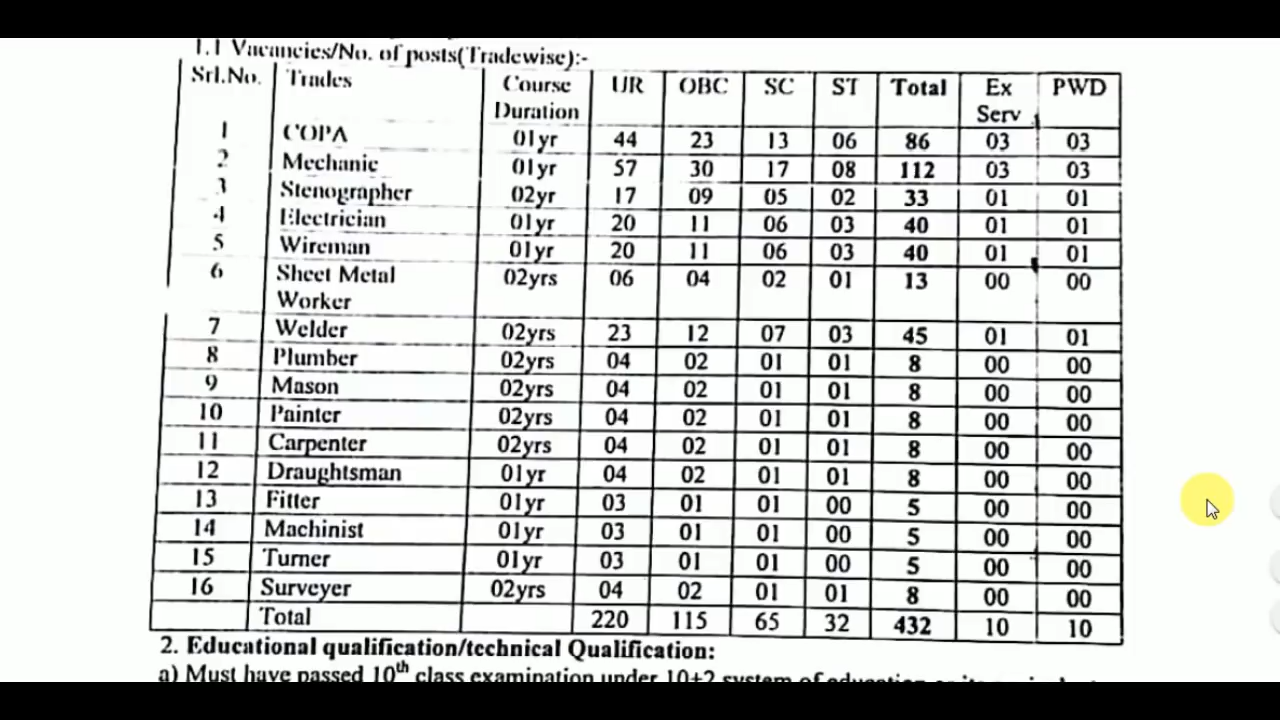 1.1 Vacancies/No. of posts(Tradewise):-
Srl.No. Trades Course Duration UR OBC SC ST Total Ex Serv PWD
1 COPA 01yr 44 23 13 06 86 03 03
2 Mechanic 01yr 57 30 17 08 112 03 03
3 Stenographer 02yr 17 09 05 02 33 01 01
4 Electrician 01yr 20 11 06 03 40 01 01
5 Wireman 01yr 20 11 06 03 40 01 01
6 Sheet Metal Worker 02yrs 06 04 02 01 13 00 00
7 Welder 02yrs 23 12 07 03 45 01 01
8 Plumber 02yrs 04 02 01 01 8 00 00
9 Mason 02yrs 04 02 01 01 8 00 00
10 Painter 02yrs 04 02 01 01 8 00 00
11 Carpenter 02yrs 04 02 01 01 8 00 00
12 Draughtsman 01yr 04 02 01 01 8 00 00
13 Fitter 01yr 03 01 01 00 5 00 00
14 Machinist 01yr 03 01 01 00 5 00 00
15 Turner 01yr 03 01 01 00 5 00 00
16 Surveyer 02yrs 04 02 01 01 8 00 00
Total 220 115 65 32 432 10 10
2. Educational qualification/technical Qualification:
a) Must have passed 10th class examination under 10+2 system of education or its